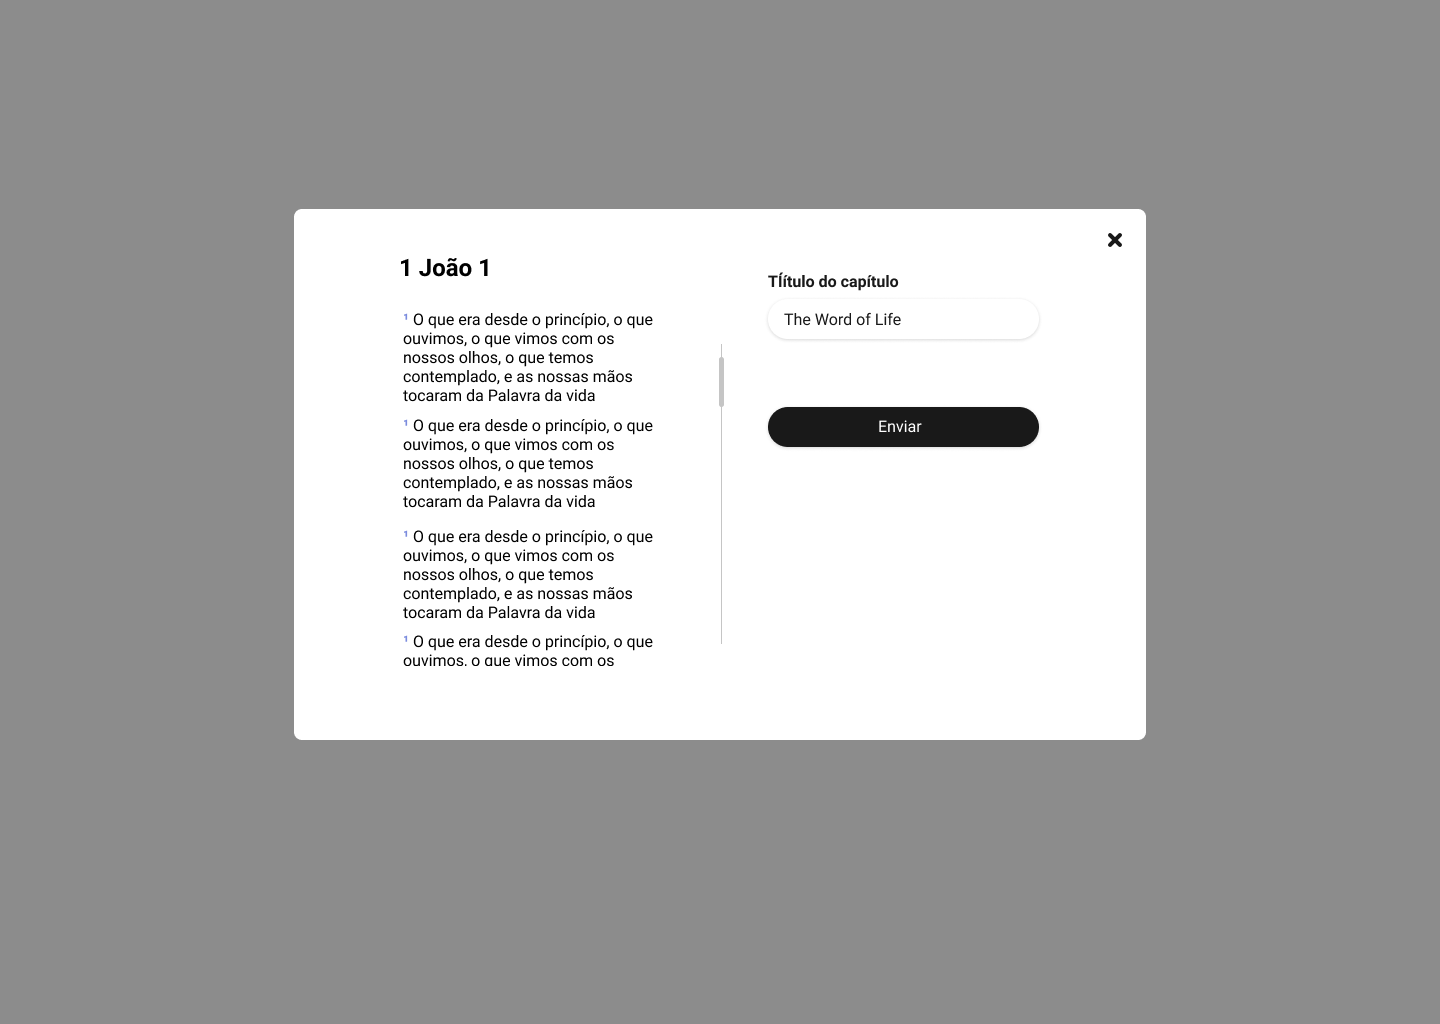 1 João 1
¹ O que era desde o princípio, o que
ouvimos, o que vimos com os
nossos olhos, o que temos
contemplado, e as nossas mãos
tocaram da Palavra da vida
¹ O que era desde o princípio, o que
ouvimos, o que vimos com os
nossos olhos, o que temos
contemplado, e as nossas mãos
tocaram da Palavra da vida
¹ O que era desde o princípio, o que
ouvimos, o que vimos com os
nossos olhos, o que temos
contemplado, e as nossas mãos
tocaram da Palavra da vida
¹ O que era desde o princípio, o que
ouvimos, o que vimos com os
TÍítulo do capítulo
The Word of Life
Enviar